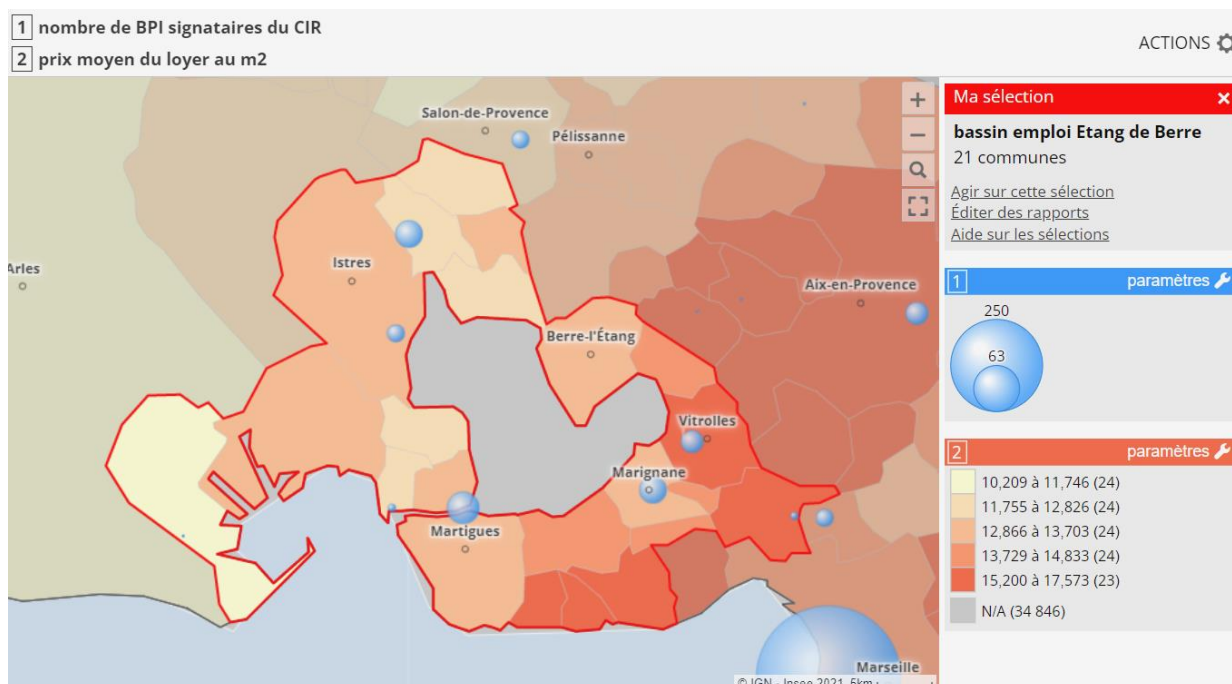 1 nombre de BPI signataires du CIR
2 prix moyen du loyer au m2
ACTIONS
Salon-de-Provence
Pélissanne
Istres
Arles
Aix-en-Provence
Berre-l'Étang
Vitrolles
Marignane
Martigues
Marseille
© IGN - Insee 2021 5km
Ma sélection
bassin emploi Etang de Berre
21 communes
Agir sur cette sélection
Éditer des rapports
Aide sur les sélections
1 paramètres
250
63
2 paramètres
10,209 à 11,746 (24)
11,755 à 12,826 (24)
12,866 à 13,703 (24)
13,729 à 14,833 (24)
15,200 à 17,573 (23)
N/A (34 846)